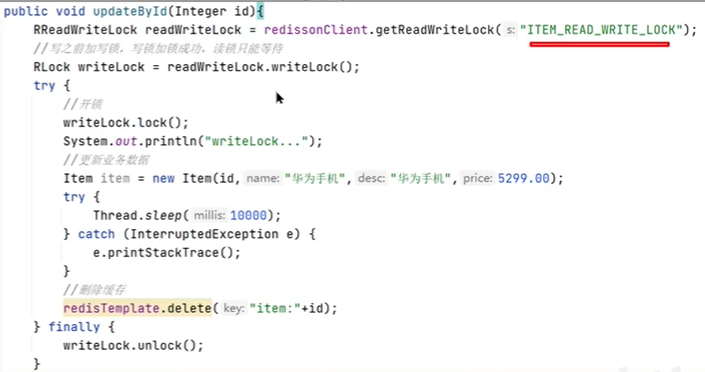 public void updateById(Integer id){
RReadWriteLock readWriteLock = redissonClient.getReadWriteLock( s: "ITEM_READ_WRITE_LOCK");
//写之前加写锁，写锁加锁成功，读锁只能等待
RLock writeLock = readWriteLock.writeLock();
try {
//开锁
writeLock.lock();
System.out.println("writeLock...");
//更新业务数据
Item item = new Item(id, name: "华为手机", desc: "华为手机", price: 5299.00);
try {
Thread.sleep( millis: 10000);
} catch (InterruptedException e) {
e.printStackTrace();
}
//删除缓存
redisTemplate.delete( key: "item:"+id);
} finally {
writeLock.unlock();
}